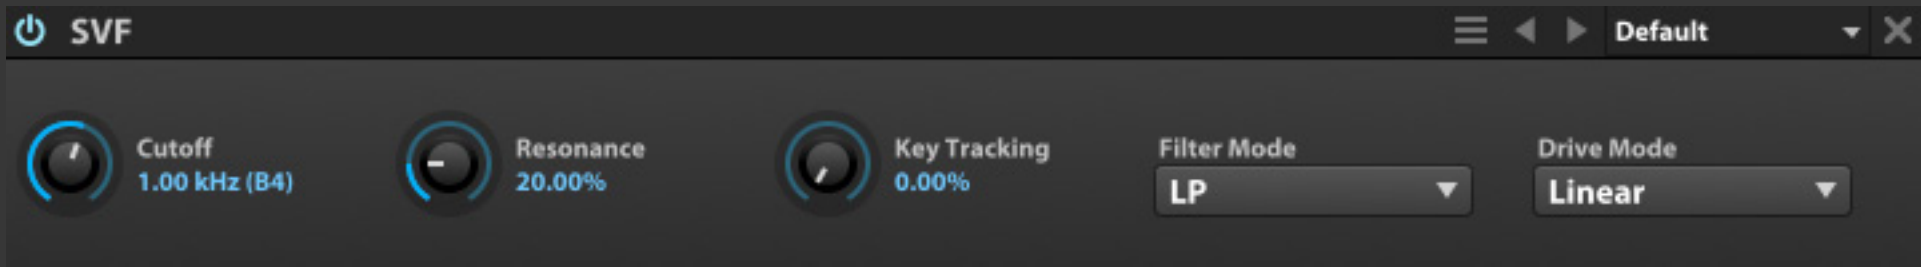 SVF
Default
Cutoff
1.00 kHz (B4)
Resonance
20.00%
Key Tracking
0.00%
Filter Mode
LP
Drive Mode
Linear